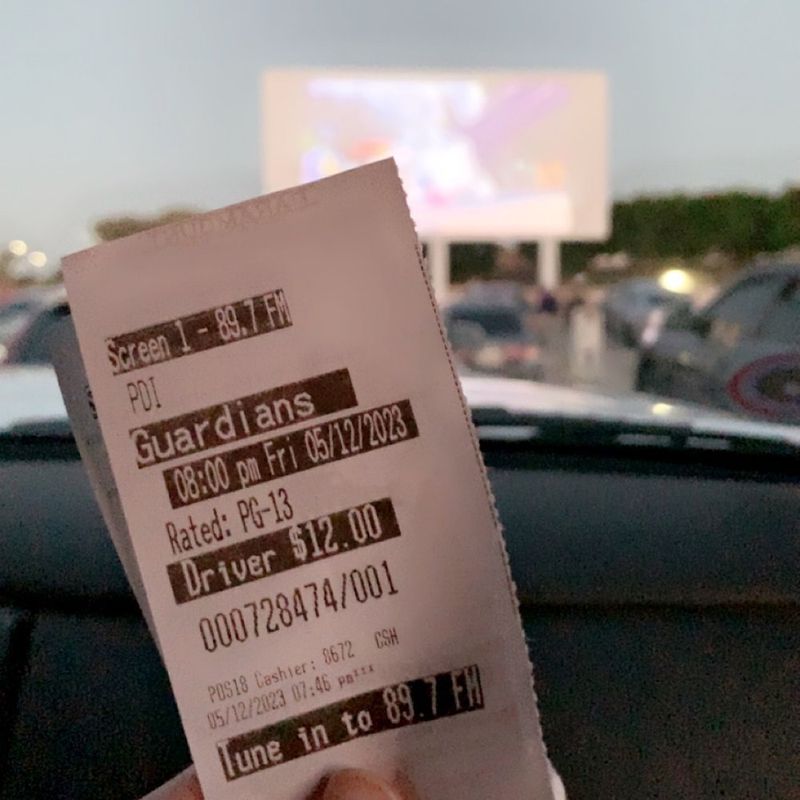 Screen 1 - 89.7 FM
PDI
Guardians
08:00 pm Fri 05/12/2023
Rated: PG-13
Driver $12.00
000728474/001
POS18 Cashier: 8672 CSH
05/12/2023 07:46 pm***
Tune in to 89.7 FM